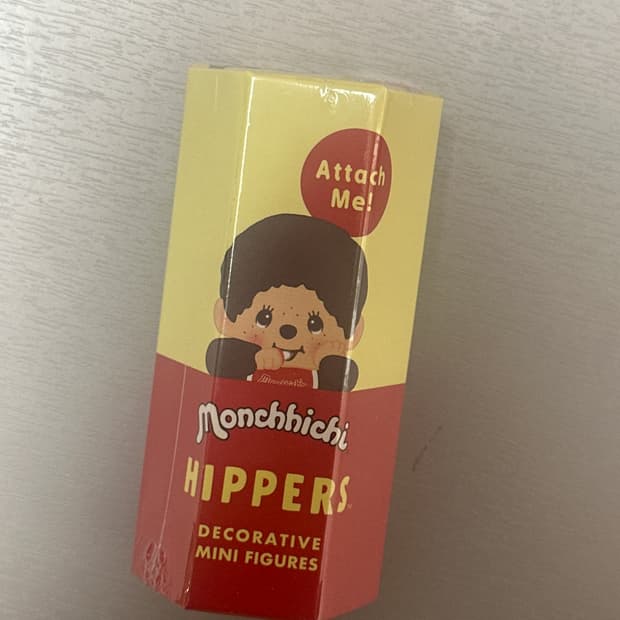 Attach
Me!
Monchhichi
HIPPERS
DECORATIVE
MINI FIGURES